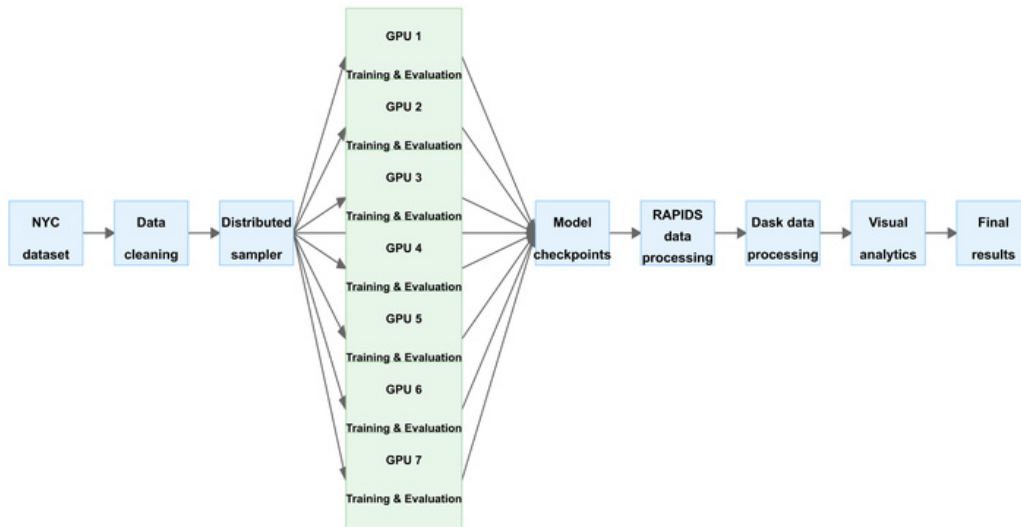 NYC
dataset
Data
cleaning
Distributed
sampler
GPU 1
Training & Evaluation
GPU 2
Training & Evaluation
GPU 3
Training & Evaluation
GPU 4
Training & Evaluation
GPU 5
Training & Evaluation
GPU 6
Training & Evaluation
GPU 7
Training & Evaluation
Model
checkpoints
RAPIDS
data
processing
Dask data
processing
Visual
analytics
Final
results